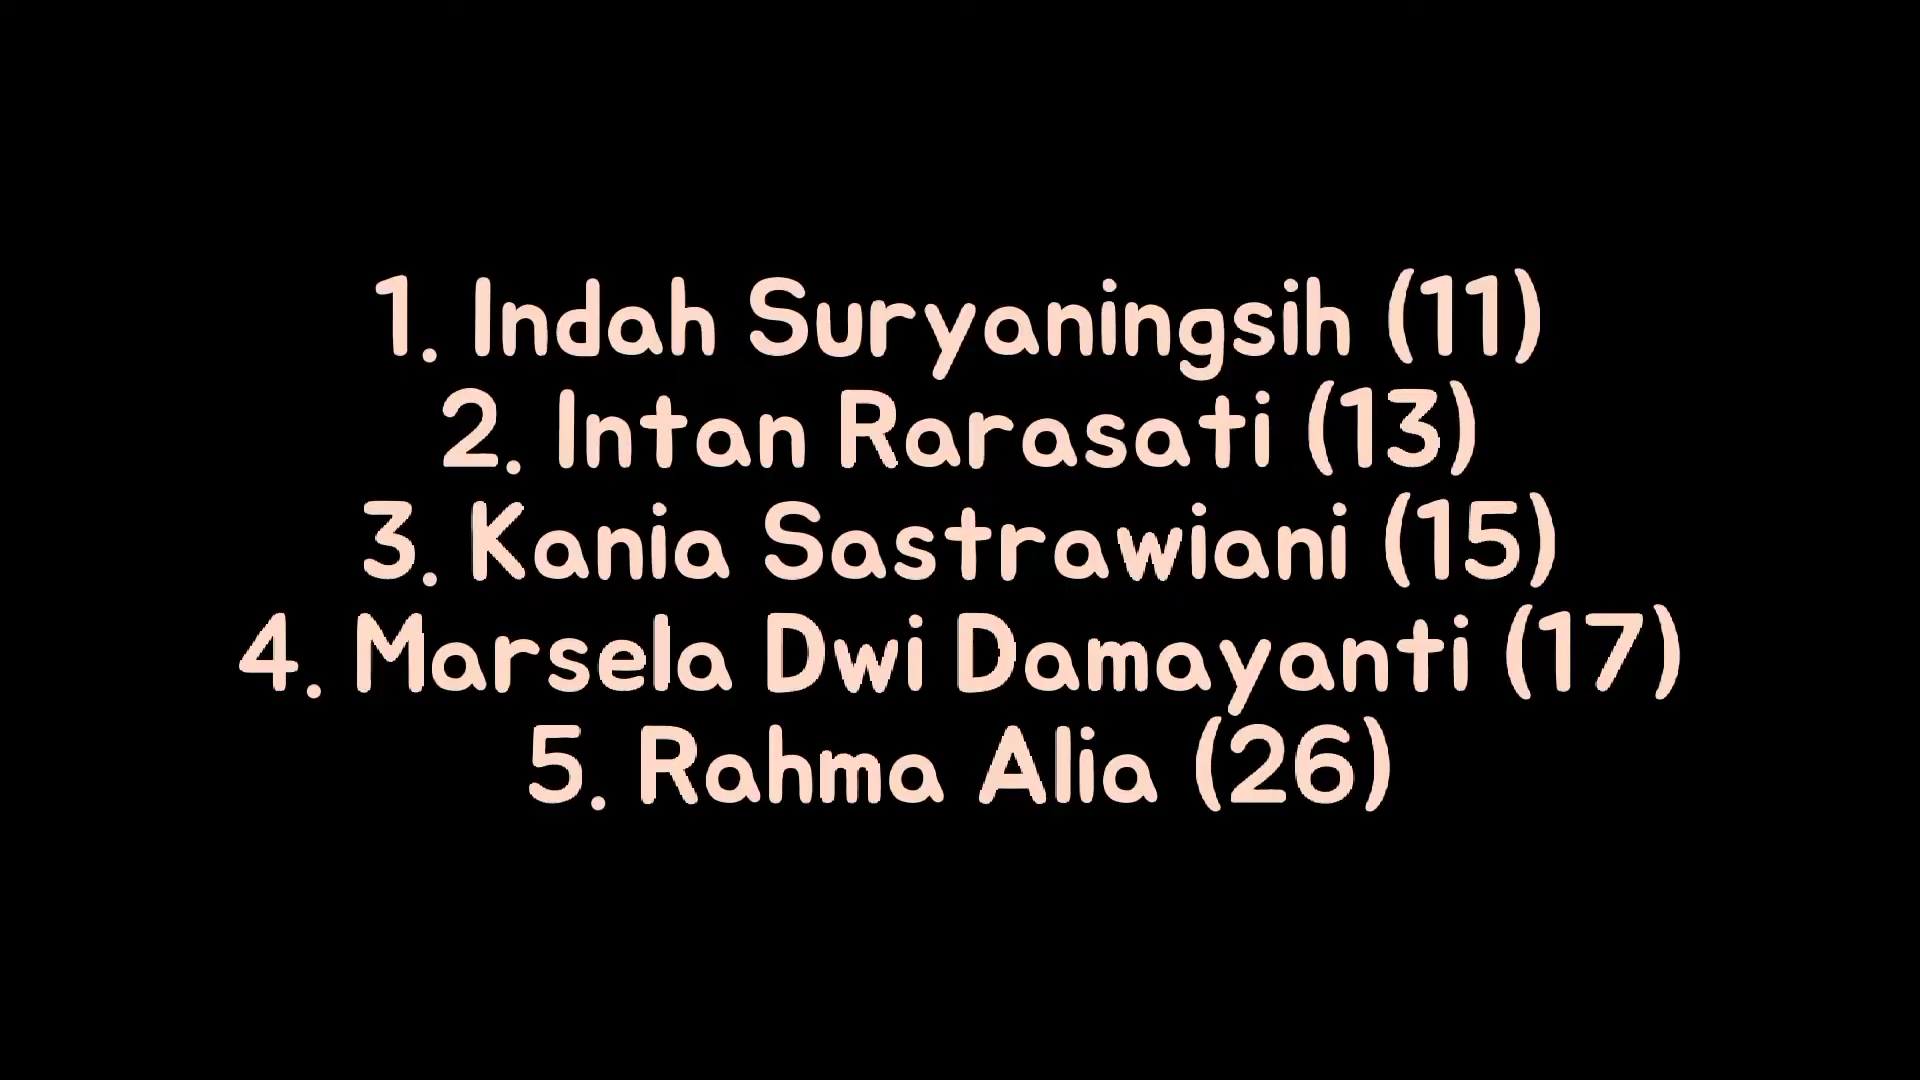 1. Indah Suryaningsih (11)
2. Intan Rarasati (13)
3. Kania Sastrawiani (15)
4. Marsela Dwi Damayanti (17)
5. Rahma Alia (26)